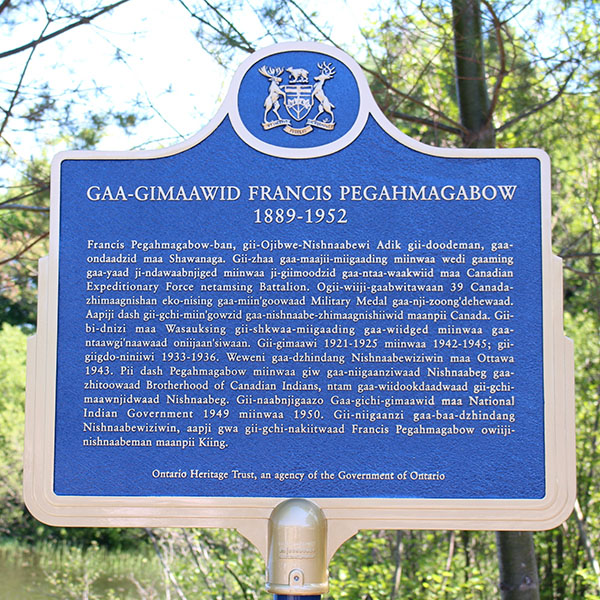 GAA-GIMAAWID FRANCIS PEGAHMAGABOW
1889-1952
Francis Pegahmagabow-ban, gii-Ojibwe-Nishnaabewi Adik gii-doodeman, gaa-
ondaadzid maa Shawanaga. Gii-zhaa gaa-maajii-miigaading miinwaa wedi gaaming
gaa-yaad ji-ndawaabnjiged miinwaa ji-giimoodzid gaa-ntaa-waakwiid maa Canadian
Expeditionary Force netamsing Battalion. Ogii-wiiji-gaabwitawaan 39 Canada-
zhimaagnishan eko-nising gaa-miin'goowaad Military Medal gaa-nji-zoong'dehewaad.
Aapiji dash gii-gchi-miin'gowzid gaa-nishnaabe-zhimaagnishiiwid maanpii Canada. Gii-
bi-dnizi maa Wasauksing gii-shkwaa-miigaading gaa-wiidged miinwaa gaa-
ntaawgi'naawaad oniijaan'siwaan. Gii-gimaawi 1921-1925 miinwaa 1942-1945; gii-
giigdo-niniiwi 1933-1936. Weweni gaa-dzhindang Nishnaabewiziwin maa Ottawa
1943. Pii dash Pegahmagabow miinwaa giw gaa-niigaanziwaad Nishnaabeg gaa-
zhitoowaad Brotherhood of Canadian Indians, ntam gaa-wiidookdaadwaad gii-gchi-
maawnjidwaad Nishnaabeg. Gii-naabnjigaazo Gaa-gichi-gimaawid maa National
Indian Government 1949 miinwaa 1950. Gii-niigaanzi gaa-baa-dzhindang
Nishnaabewiziwin, aapji gwa gii-gchi-nakiitwaad Francis Pegahmagabow owiiji-
nishnaabeman maanpii Kiing.
Ontario Heritage Trust, an agency of the Government of Ontario